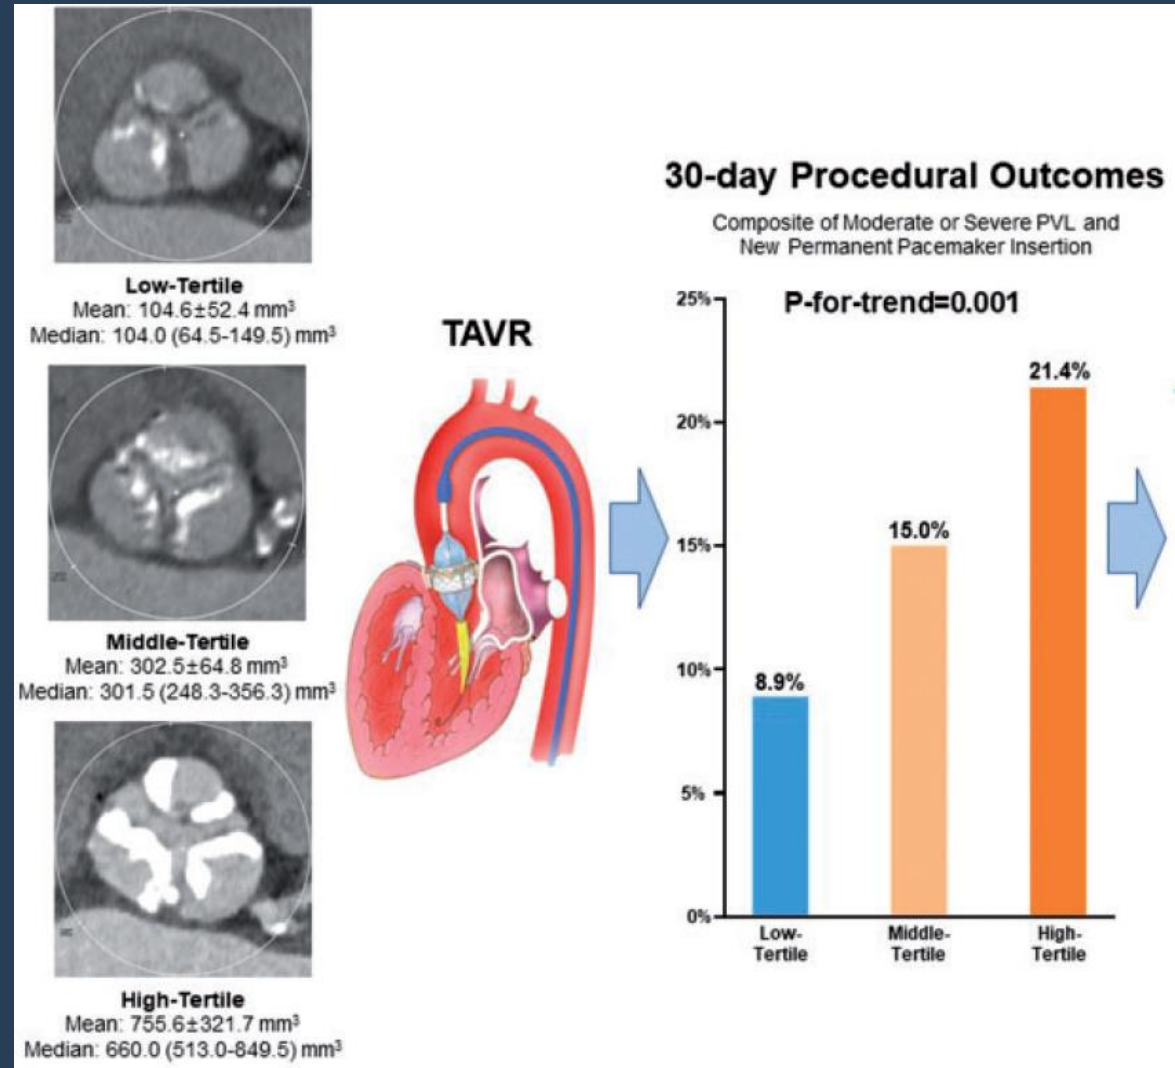 Low-Tertile
Mean: 104.6±52.4 mm³
Median: 104.0 (64.5-149.5) mm³
Middle-Tertile
Mean: 302.5±64.8 mm³
Median: 301.5 (248.3-356.3) mm³
High-Tertile
Mean: 755.6±321.7 mm³
Median: 660.0 (513.0-849.5) mm³
TAVR
30-day Procedural Outcomes
Composite of Moderate or Severe PVL and
New Permanent Pacemaker Insertion
P-for-trend=0.001
25%
20%
15%
10%
5%
0%
8.9%
15.0%
21.4%
Low-
Tertile
Middle-
Tertile
High-
Tertile